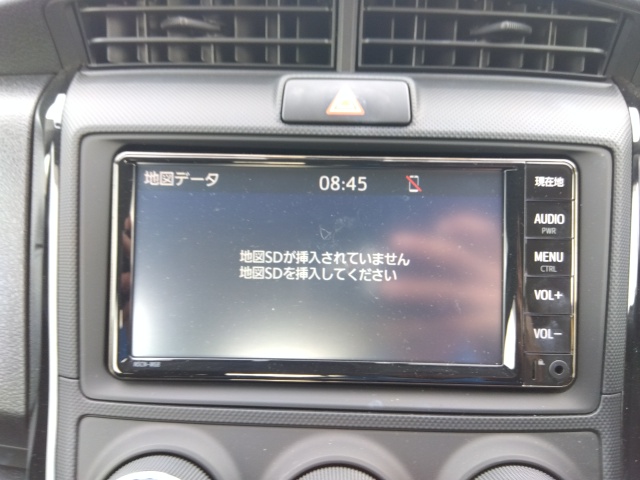 地図データ 08:45
地図SDが挿入されていません
地図SDを挿入してください
現在地
AUDIO
PWR
MENU
CTRL
VOL+
VOL−